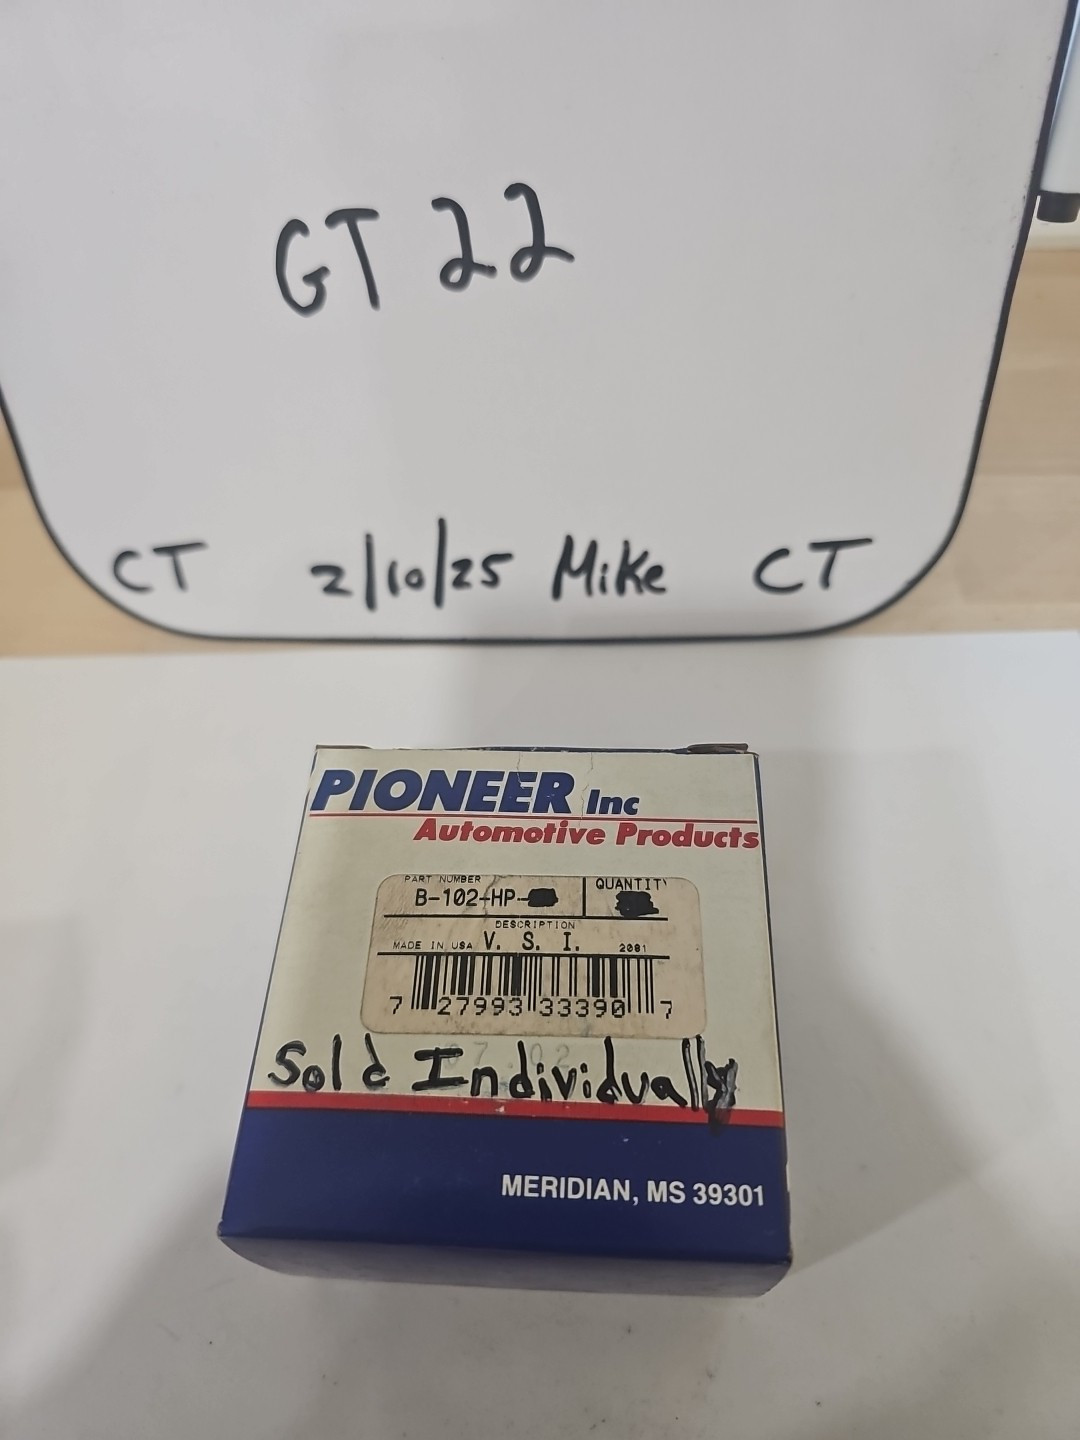 GT 22
CT 2/10/25 Mike CT
PIONEER Inc
Automotive Products
PART NUMBER QUANTITY
B-102-HP-
DESCRIPTION
MADE IN USA V. S. I. 2081
7 27993 33390 7
Sold Individually
MERIDIAN, MS 39301